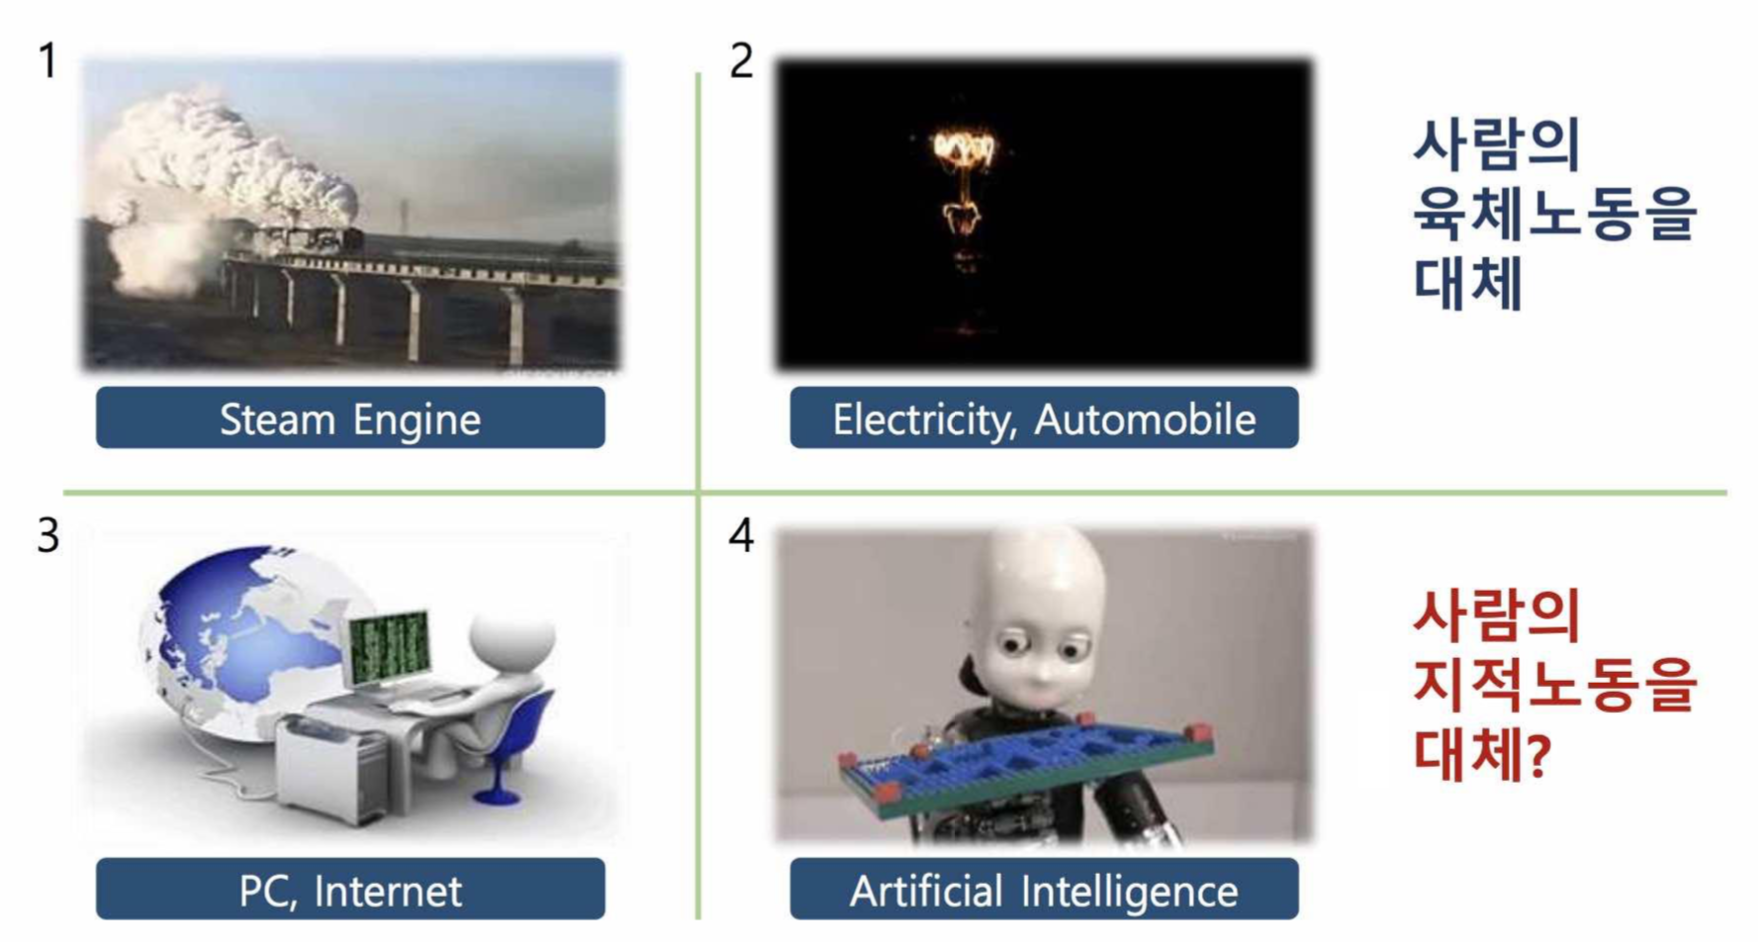 1
2
사람의
육체노동을
대체
Steam Engine
Electricity, Automobile
3
4
사람의
지적노동을
대체?
PC, Internet
Artificial Intelligence